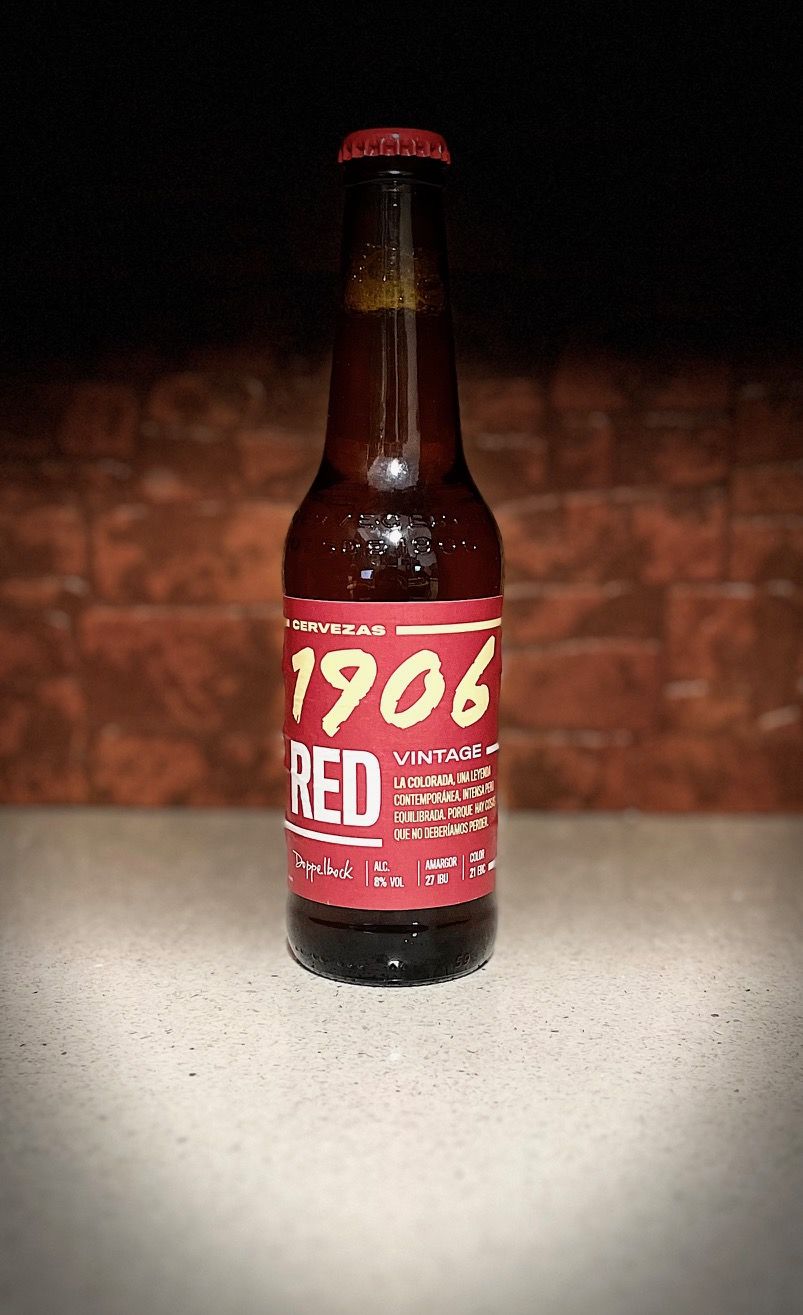 CERVEZAS
1906
RED
VINTAGE
LA COLORADA, UNA LEYENDA
CONTEMPORÁNEA, INTENSA PERO
EQUILIBRADA. PORQUE HAY COSAS
QUE NO DEBERÍAMOS PERDER.
Doppelbock
ALC.
8% VOL
AMARGOR
27 IBU
COLOR
21 EBC